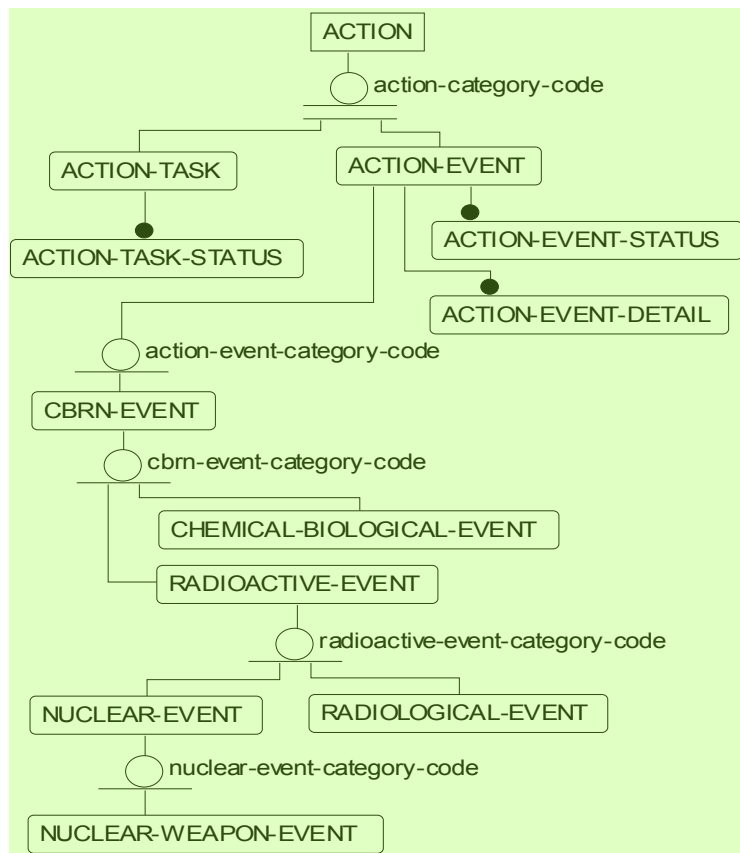 ACTION
action-category-code
ACTION-TASK
ACTION-EVENT
ACTION-TASK-STATUS
ACTION-EVENT-STATUS
ACTION-EVENT-DETAIL
action-event-category-code
CBRN-EVENT
cbrn-event-category-code
CHEMICAL-BIOLOGICAL-EVENT
RADIOACTIVE-EVENT
radioactive-event-category-code
NUCLEAR-EVENT
RADIOLOGICAL-EVENT
nuclear-event-category-code
NUCLEAR-WEAPON-EVENT